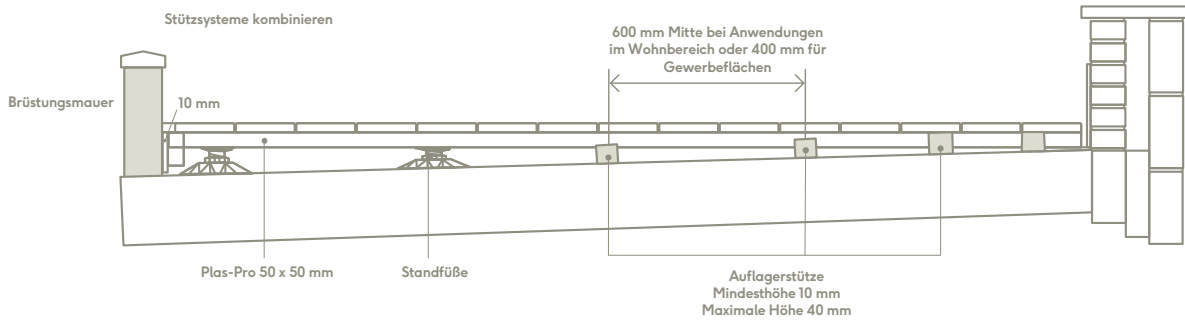 Stützsysteme kombinieren
600 mm Mitte bei Anwendungen
im Wohnbereich oder 400 mm für
Gewerbeflächen
Brüstungsmauer
10 mm
Plas-Pro 50 x 50 mm
Standfüße
Auflagerstütze
Mindesthöhe 10 mm
Maximale Höhe 40 mm